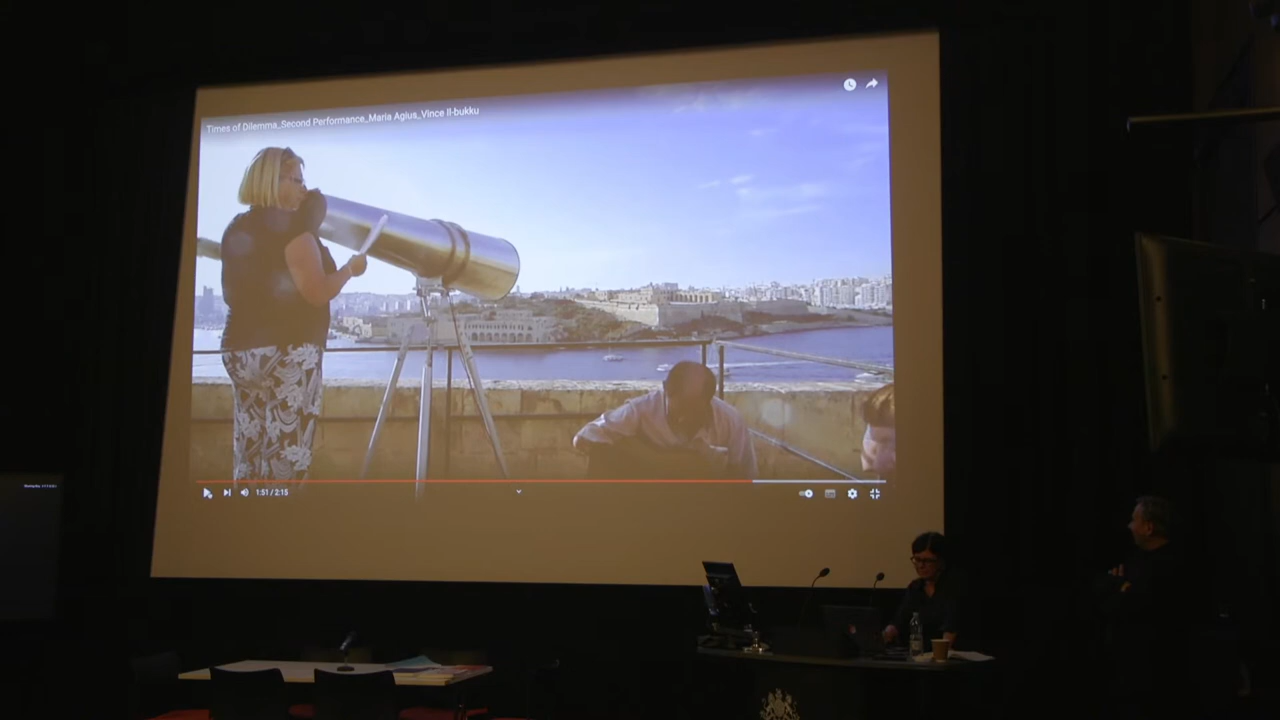 Times of Dilemma_Second Performance_Maria Agius_Vince Il-bukku
1:51 / 2:15